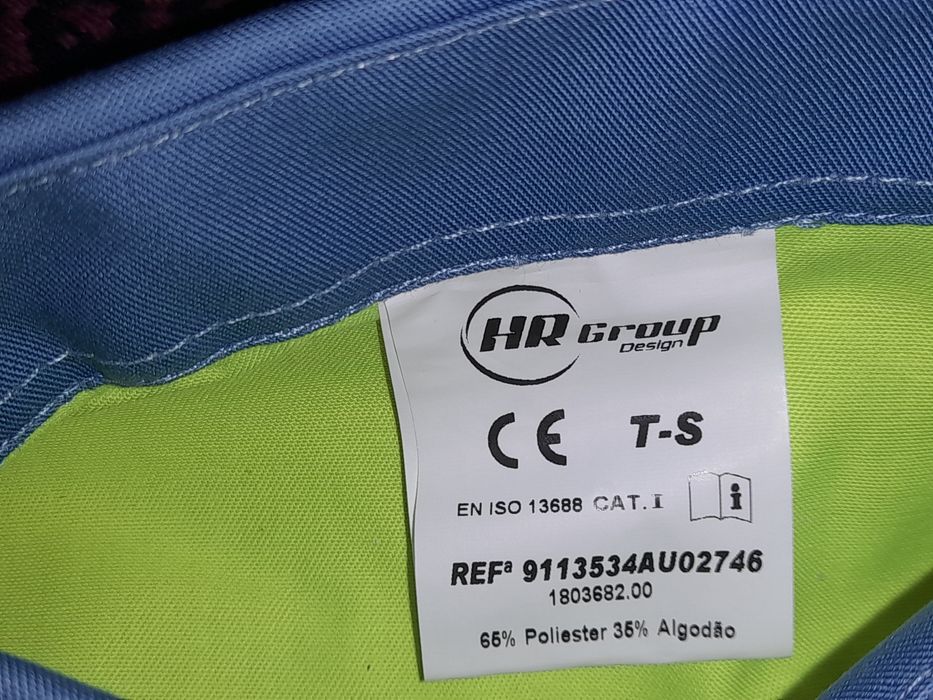 HR Group
Design
CE T-S
EN ISO 13688 CAT.I i
REFª 9113534AU02746
1803682.00
65% Poliester 35% Algodão